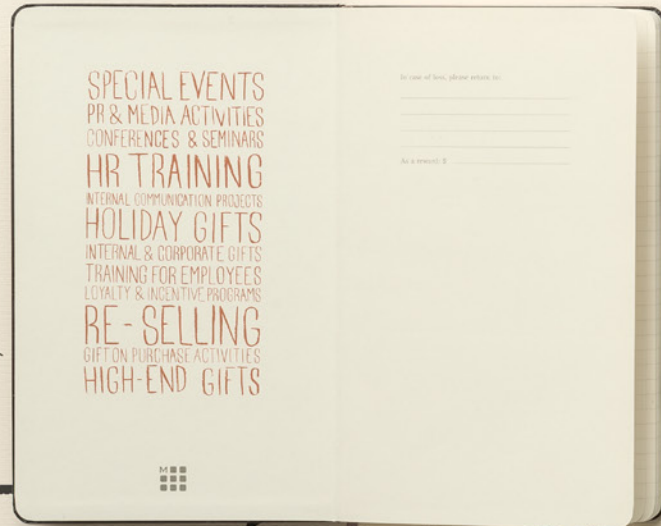 SPECIAL EVENTS
PR & MEDIA ACTIVITIES
CONFERENCES & SEMINARS
HR TRAINING
INTERNAL COMMUNICATION PROJECTS
HOLIDAY GIFTS
INTERNAL & CORPORATE GIFTS
TRAINING FOR EMPLOYEES
LOYALTY & INCENTIVE PROGRAMS
RE-SELLING
GIFT ON PURCHASE ACTIVITIES
HIGH-END GIFTS
M
In case of loss, please return to:
As a reward: $